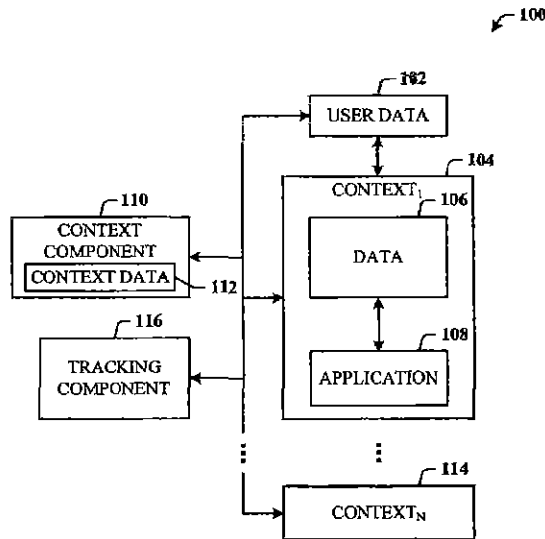 100
102
USER DATA
104
CONTEXT1
106
DATA
108
APPLICATION
110
CONTEXT
COMPONENT
CONTEXT DATA
112
116
TRACKING
COMPONENT
114
CONTEXTN